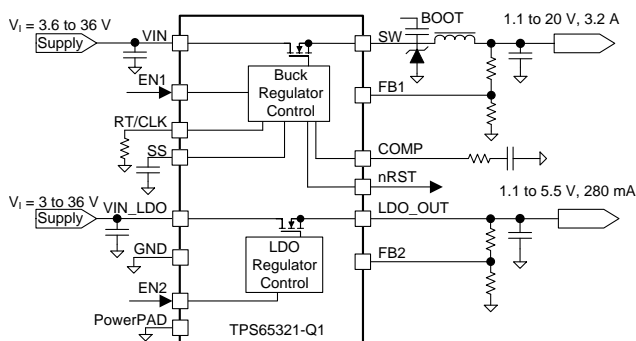 V_I = 3.6 to 36 V
Supply
VIN
EN1
RT/CLK
SS
Buck
Regulator
Control
SW
BOOT
1.1 to 20 V, 3.2 A
FB1
COMP
nRST
V_I = 3 to 36 V
Supply
VIN_LDO
GND
EN2
PowerPAD
LDO
Regulator
Control
TPS65321-Q1
LDO_OUT
1.1 to 5.5 V, 280 mA
FB2